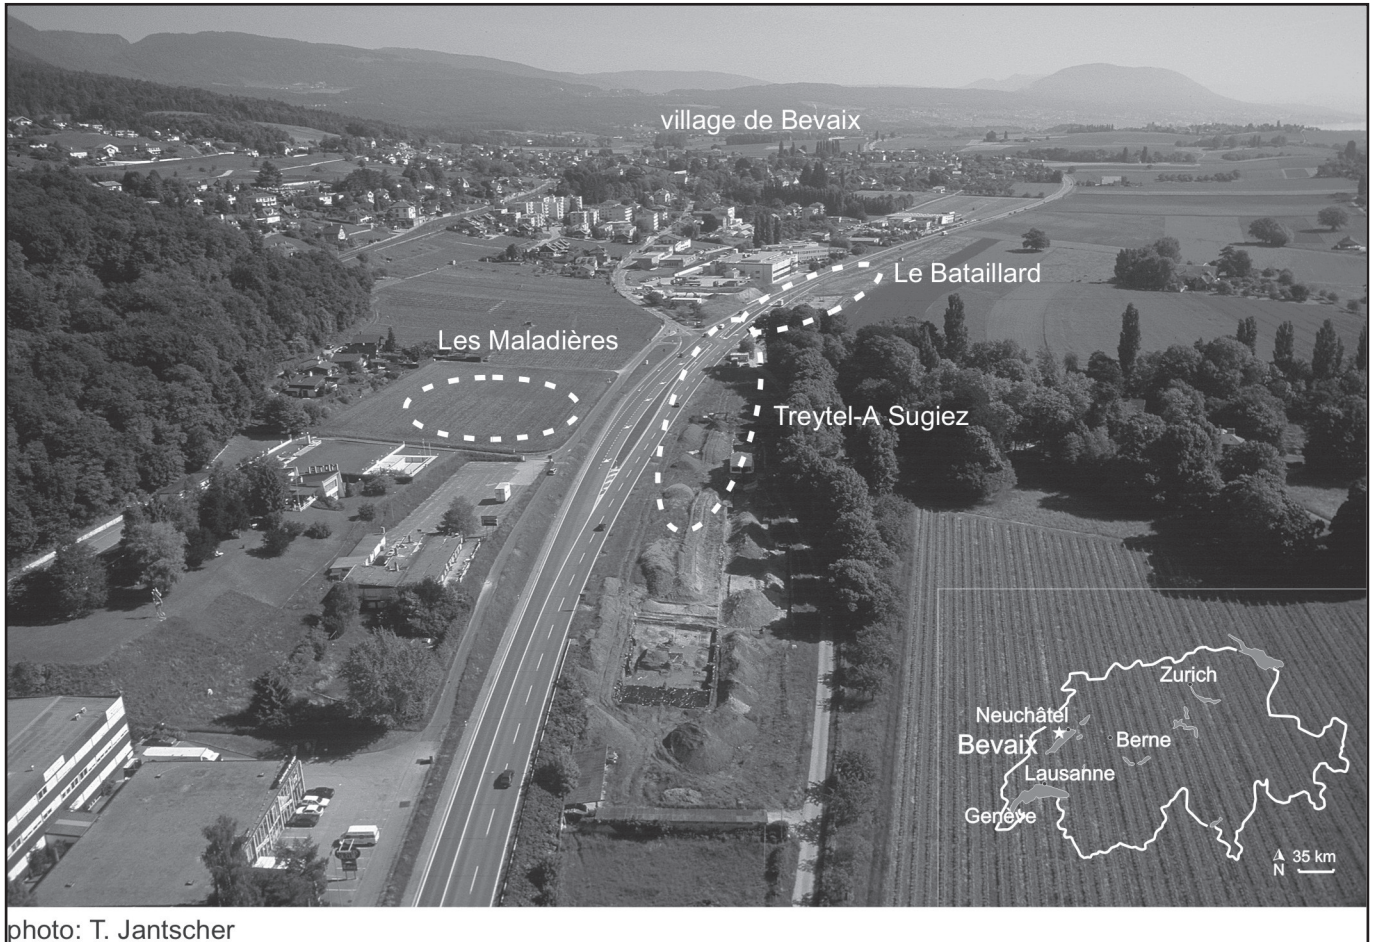 village de Bevaix
Le Bataillard
Les Maladières
Treytel-A Sugiez
MOTEL
Zurich
Neuchâtel
Bevaix
Berne
Lausanne
Genève
N
35 km
photo: T. Jantscher